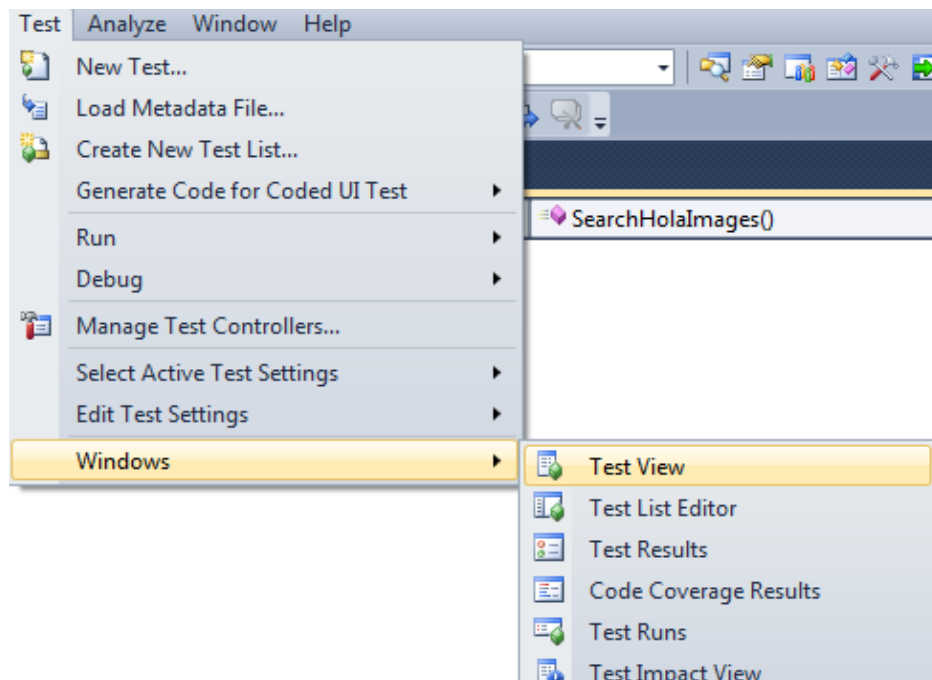 Test Analyze Window Help
New Test...
Load Metadata File...
Create New Test List...
Generate Code for Coded UI Test
SearchHolaImages()
Run
Debug
Manage Test Controllers...
Select Active Test Settings
Edit Test Settings
Windows
Test View
Test List Editor
Test Results
Code Coverage Results
Test Runs
Test Impact View